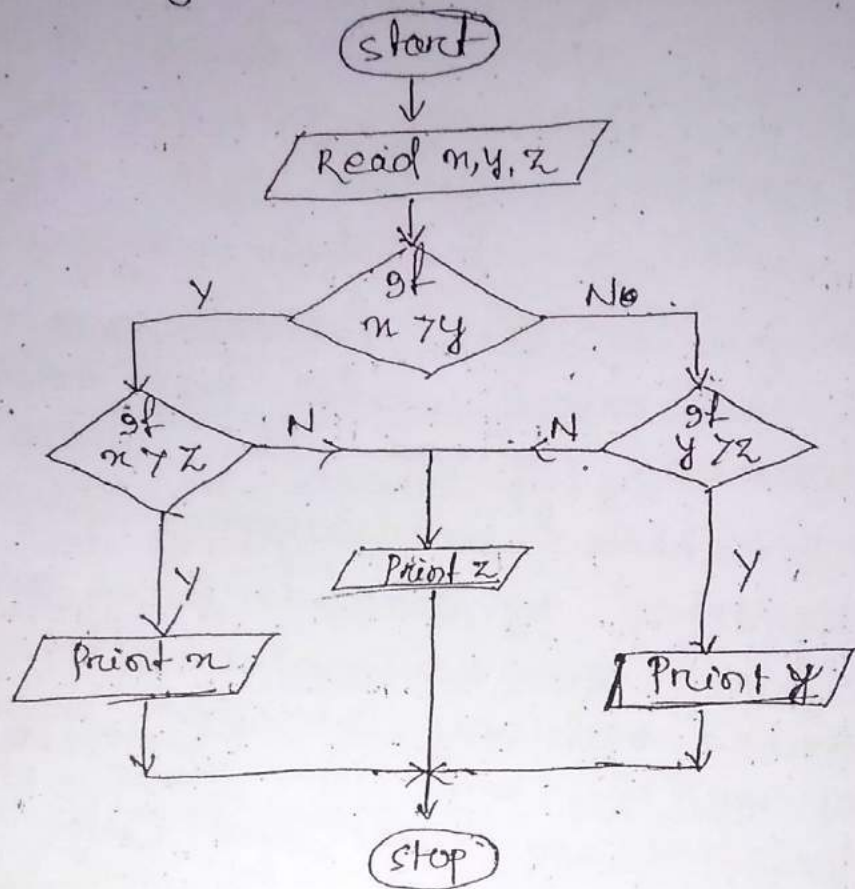 Start
Read x, y, z
If
x > y
Y
No
If
x > z
N
N
If
y > z
Print z
Y
Y
Print x
Print y
Stop